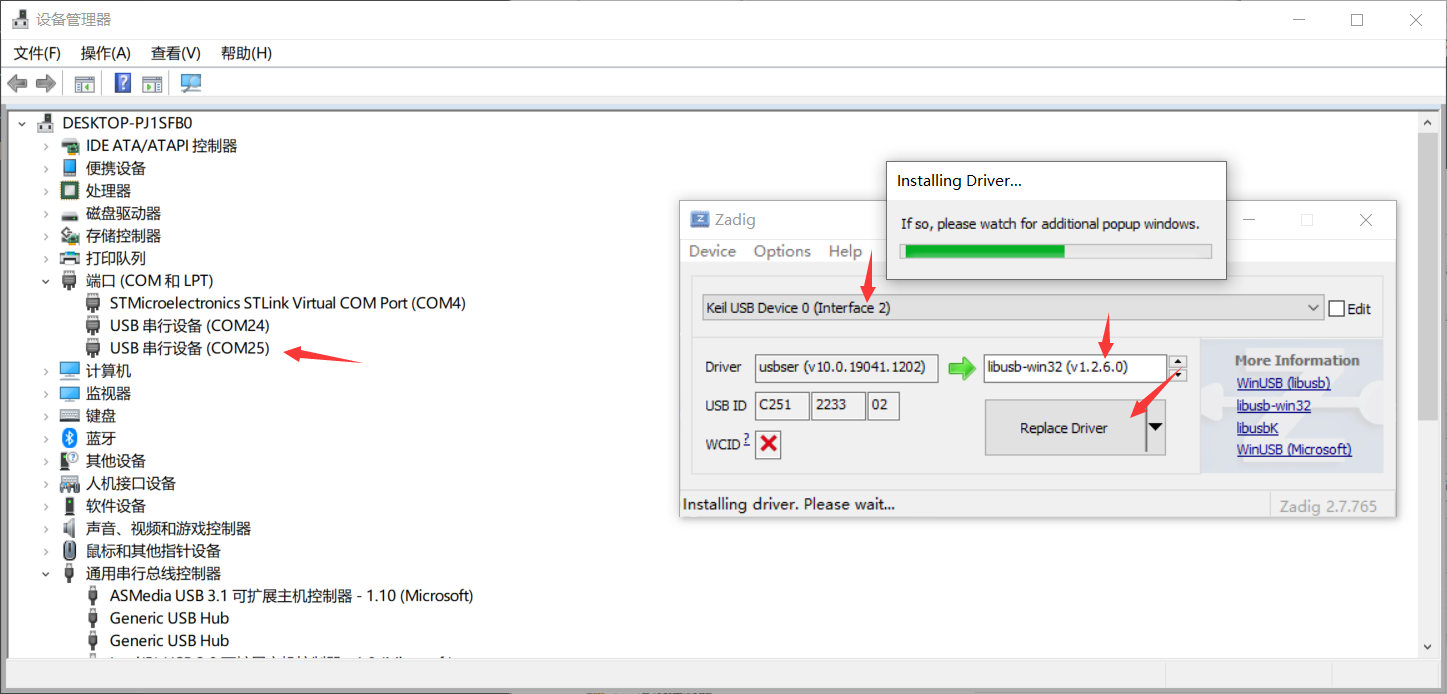 设备管理器
文件(F) 操作(A) 查看(V) 帮助(H)
DESKTOP-PJ1SFB0
IDE ATA/ATAPI 控制器
便携设备
处理器
磁盘驱动器
存储控制器
打印队列
端口 (COM 和 LPT)
STMicroelectronics STLink Virtual COM Port (COM4)
USB 串行设备 (COM24)
USB 串行设备 (COM25)
计算机
监视器
键盘
蓝牙
其他设备
人机接口设备
软件设备
声音、视频和游戏控制器
鼠标和其他指针设备
通用串行总线控制器
ASMedia USB 3.1 可扩展主机控制器 - 1.10 (Microsoft)
Generic USB Hub
Generic USB Hub
Installing Driver...
If so, please watch for additional popup windows.
Zadig
Device Options Help
Keil USB Device 0 (Interface 2)
Edit
Driver usbser (v10.0.19041.1202) libusb-win32 (v1.2.6.0)
USB ID C251 2233 02
WCID ?
Replace Driver
More Information
WinUSB (libusb)
libusb-win32
libusbK
WinUSB (Microsoft)
Installing driver. Please wait...
Zadig 2.7.765